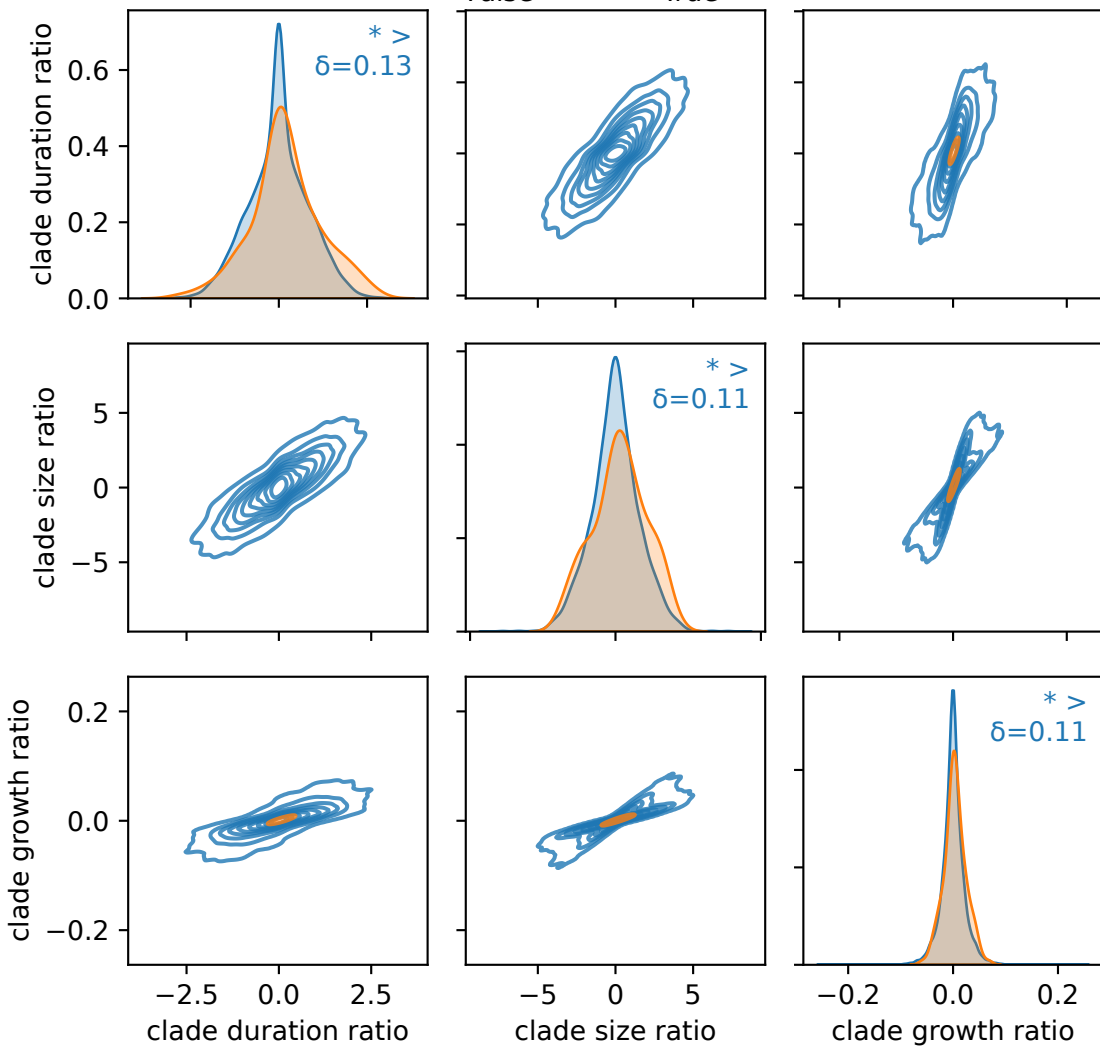 clade duration ratio
0.6
0.4
0.2
0.0
* >
δ=0.13
clade size ratio
5
0
−5
* >
δ=0.11
clade growth ratio
0.2
0.0
−0.2
* >
δ=0.11
−2.5 0.0 2.5
−5 0 5
−0.2 0.0 0.2
clade duration ratio
clade size ratio
clade growth ratio